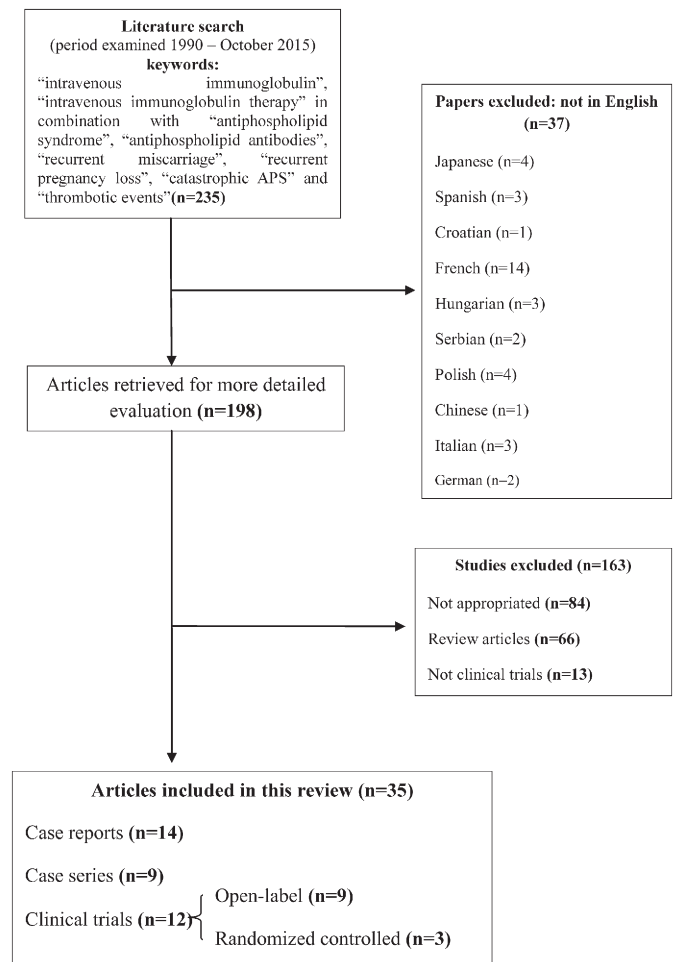 Literature search
(period examined 1990 – October 2015)
keywords:
“intravenous immunoglobulin”,
“intravenous immunoglobulin therapy” in
combination with “antiphospholipid
syndrome”, “antiphospholipid antibodies”,
“recurrent miscarriage”, “recurrent
pregnancy loss”, “catastrophic APS” and
“thrombotic events”(n=235)
Papers excluded: not in English
(n=37)
Japanese (n=4)
Spanish (n=3)
Croatian (n=1)
French (n=14)
Hungarian (n=3)
Serbian (n=2)
Polish (n=4)
Chinese (n=1)
Italian (n=3)
German (n–2)
Articles retrieved for more detailed
evaluation (n=198)
Studies excluded (n=163)
Not appropriated (n=84)
Review articles (n=66)
Not clinical trials (n=13)
Articles included in this review (n=35)
Case reports (n=14)
Case series (n=9)
Clinical trials (n=12)
Open-label (n=9)
Randomized controlled (n=3)